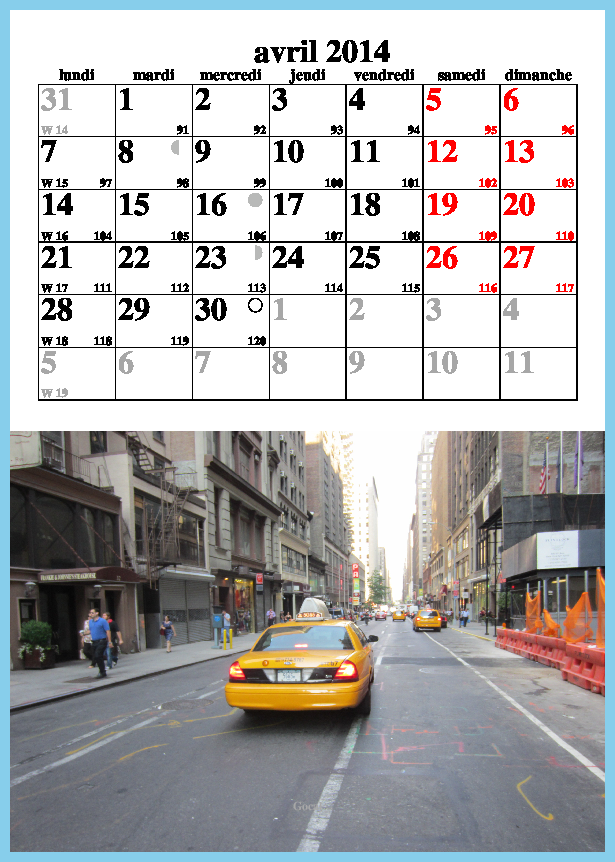 avril 2014
lundi mardi mercredi jeudi vendredi samedi dimanche
31 1 2 3 4 5 6
W 14 91 92 93 94 95 96
7 8 9 10 11 12 13
W 15 97 98 99 100 101 102 103
14 15 16 17 18 19 20
W 16 104 105 106 107 108 109 110
21 22 23 24 25 26 27
W 17 111 112 113 114 115 116 117
28 29 30 1 2 3 4
W 18 118 119 120
5 6 7 8 9 10 11
W 19
FRANKIE & JOHNNIE'S STEAKHOUSE